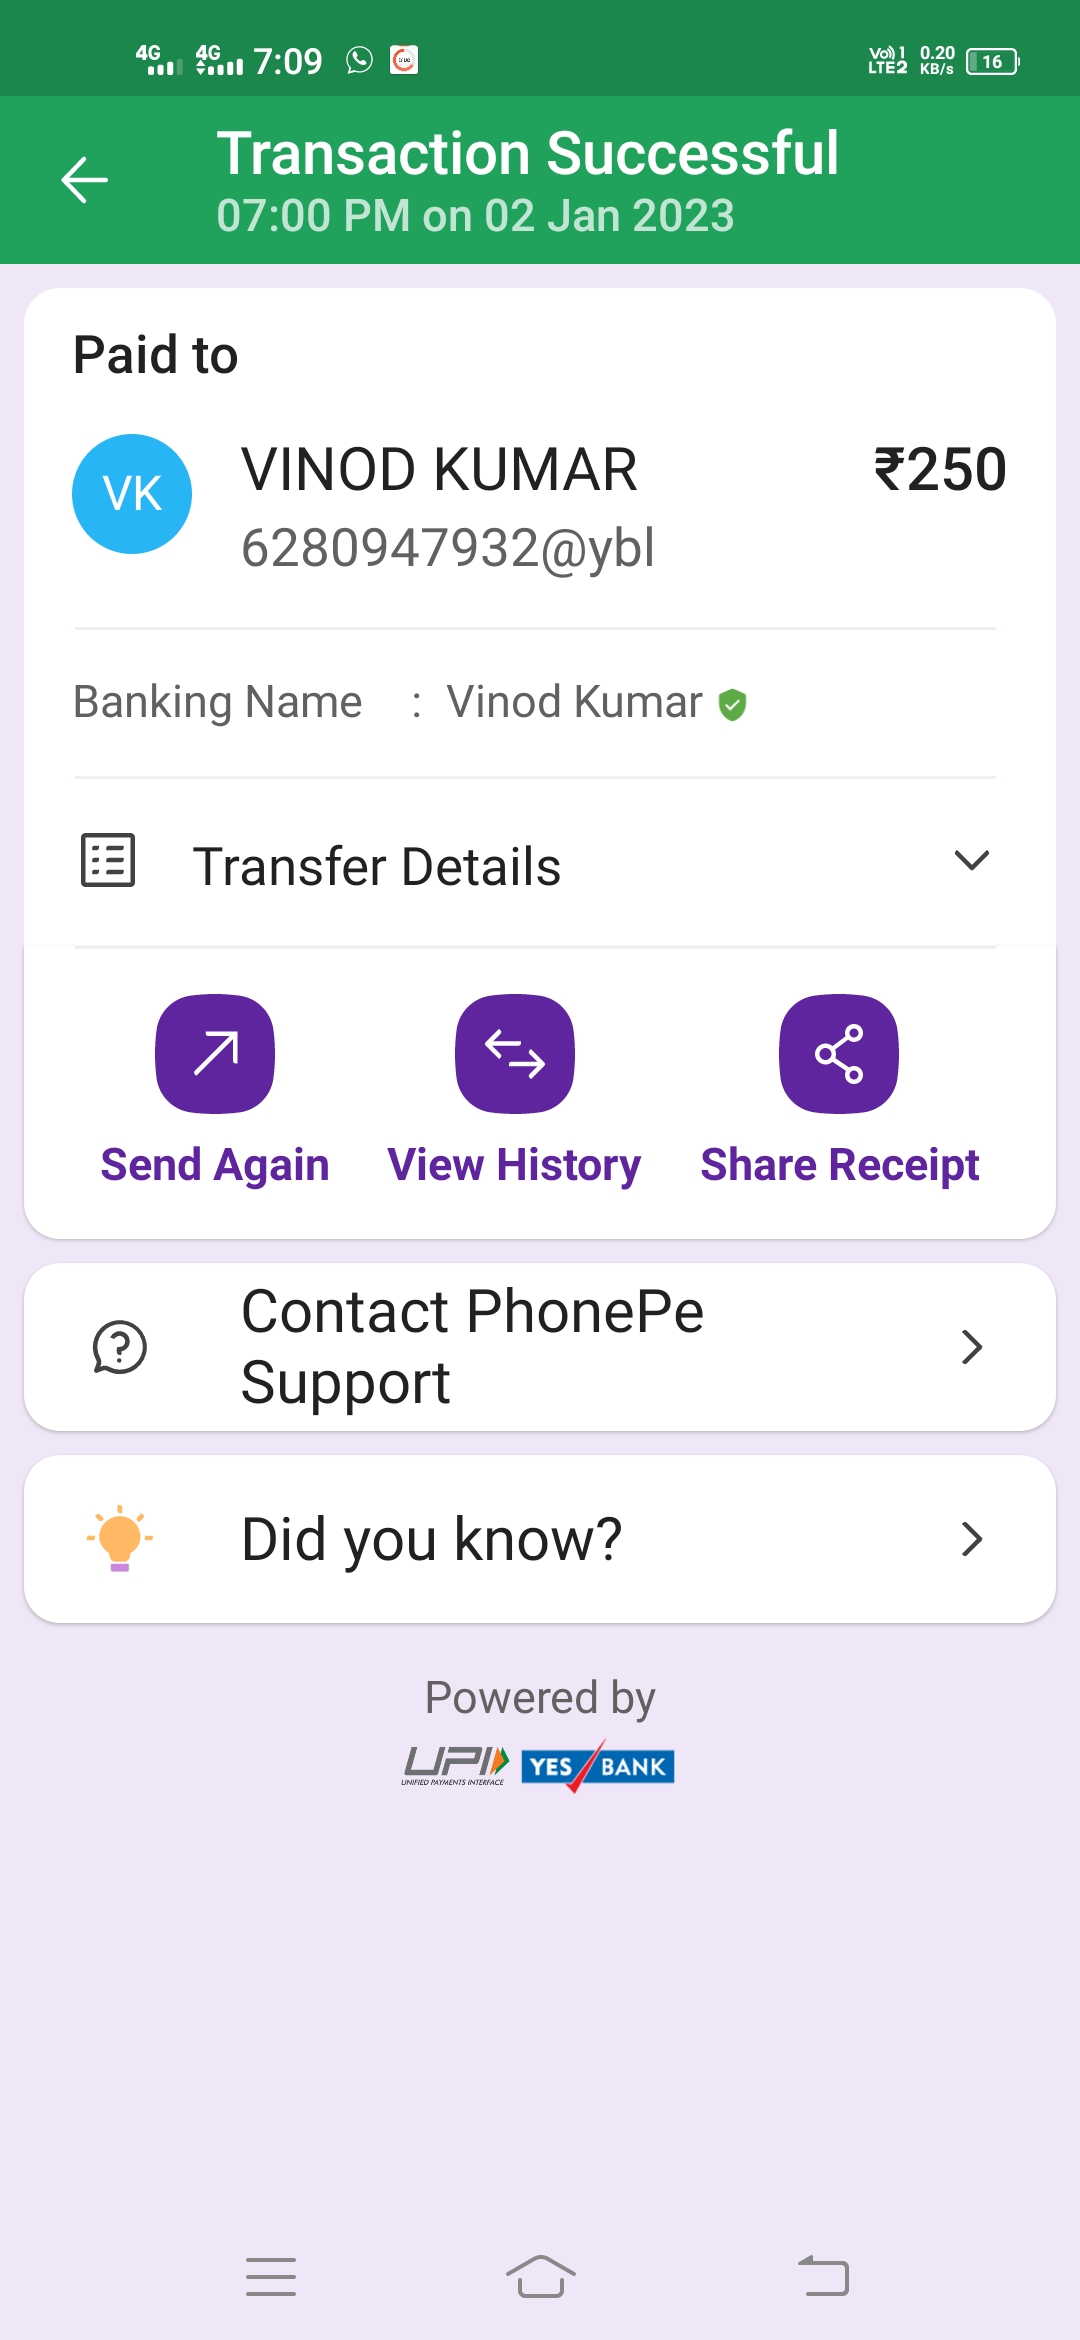 4G 4G 7:09
Vo)) 1 LTE2 0.20 KB/s 16
Transaction Successful
07:00 PM on 02 Jan 2023
Paid to
VK
VINOD KUMAR ₹250
6280947932@ybl
Banking Name : Vinod Kumar
Transfer Details
Send Again View History Share Receipt
Contact PhonePe
Support
Did you know?
Powered by
UPI YES BANK
UNIFIED PAYMENTS INTERFACE